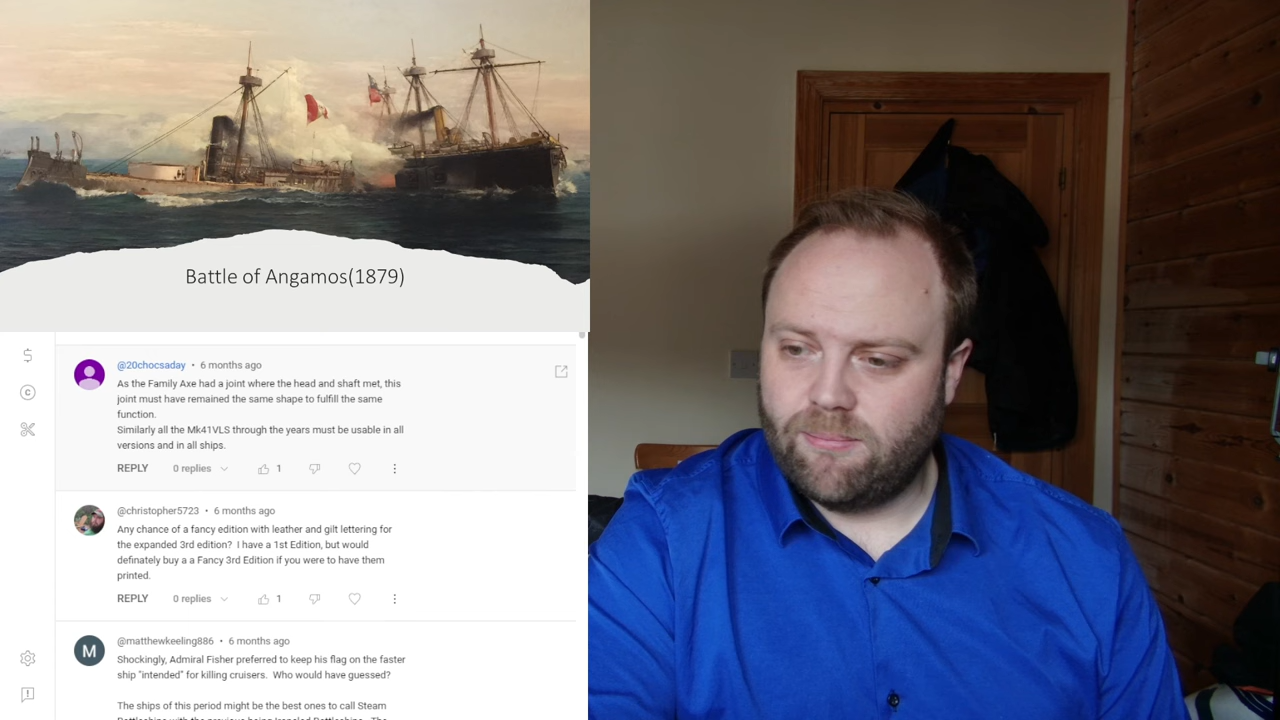 Battle of Angamos(1879)
@20chocsaday • 6 months ago
As the Family Axe had a joint where the head and shaft met, this
joint must have remained the same shape to fulfill the same
function.
Similarly all the Mk41VLS through the years must be usable in all
versions and in all ships.
REPLY 0 replies 1
@christopher5723 • 6 months ago
Any chance of a fancy edition with leather and gilt lettering for
the expanded 3rd edition? I have a 1st Edition, but would
definately buy a a Fancy 3rd Edition if you were to have them
printed.
REPLY 0 replies 1
M
@matthewkeeling886 • 6 months ago
Shockingly, Admiral Fisher preferred to keep his flag on the faster
ship "intended" for killing cruisers. Who would have guessed?
The ships of this period might be the best ones to call Steam